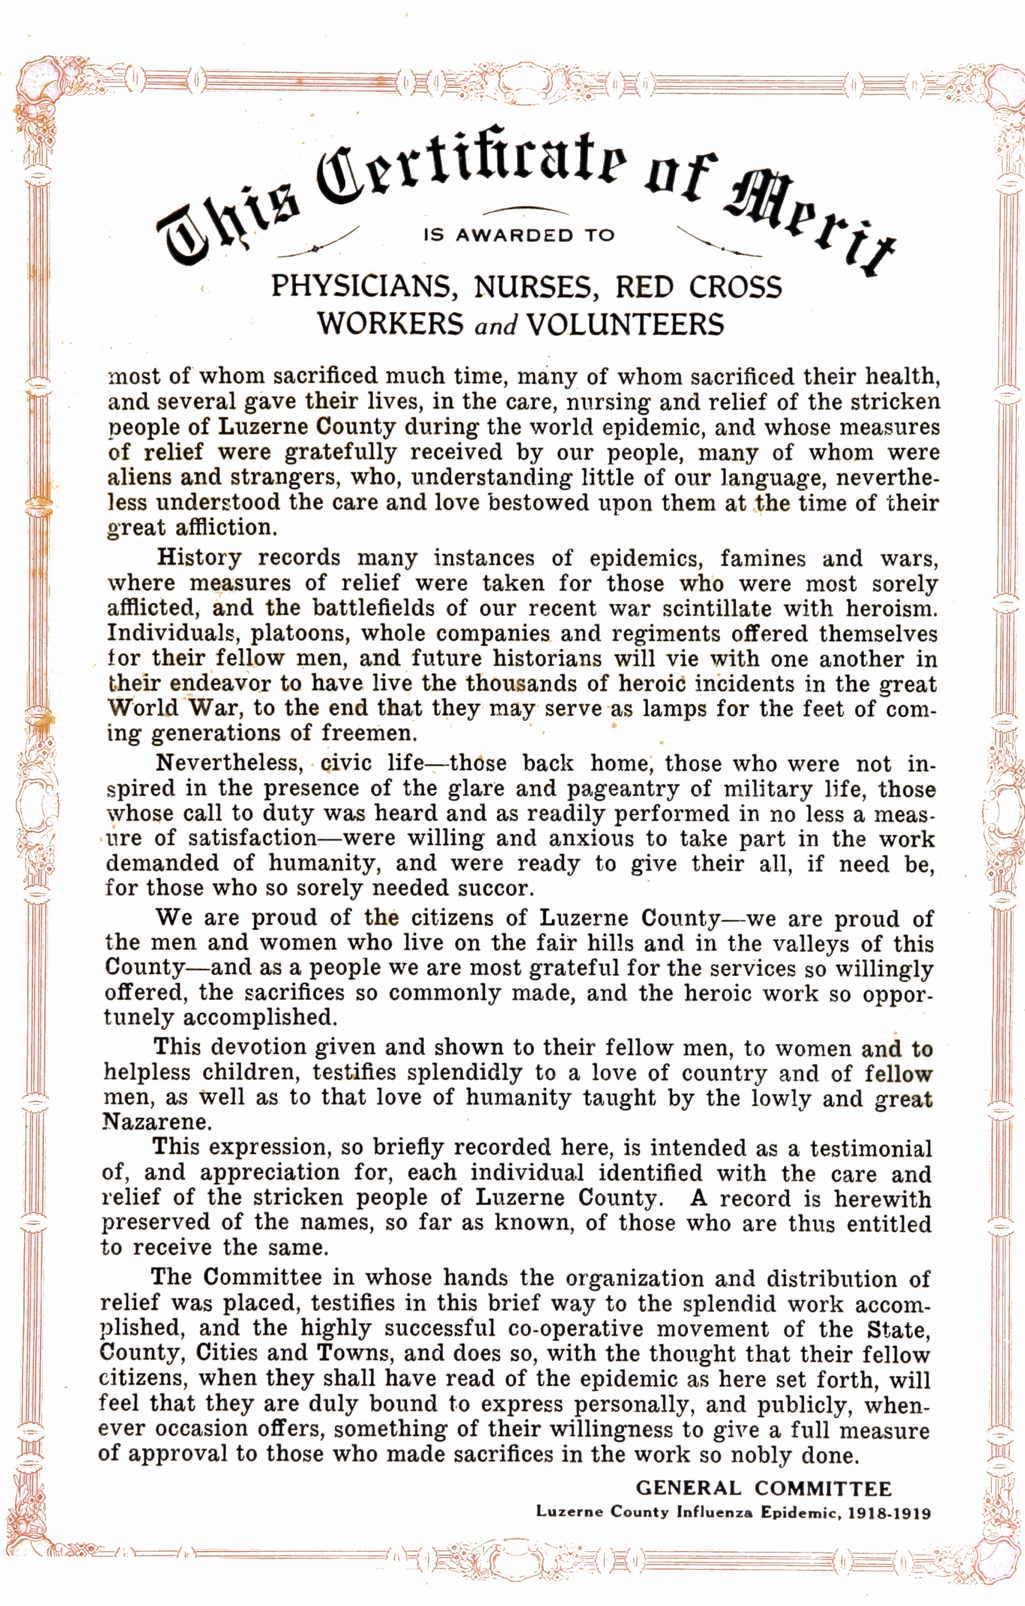 This Certificate of Merit
IS AWARDED TO
PHYSICIANS, NURSES, RED CROSS
WORKERS and VOLUNTEERS
most of whom sacrificed much time, many of whom sacrificed their health,
and several gave their lives, in the care, nursing and relief of the stricken
people of Luzerne County during the world epidemic, and whose measures
of relief were gratefully received by our people, many of whom were
aliens and strangers, who, understanding little of our language, neverthe-
less understood the care and love bestowed upon them at the time of their
great affliction.
History records many instances of epidemics, famines and wars,
where measures of relief were taken for those who were most sorely
afflicted, and the battlefields of our recent war scintillate with heroism.
Individuals, platoons, whole companies and regiments offered themselves
for their fellow men, and future historians will vie with one another in
their endeavor to have live the thousands of heroic incidents in the great
World War, to the end that they may serve as lamps for the feet of com-
ing generations of freemen.
Nevertheless, civic life—those back home, those who were not in-
spired in the presence of the glare and pageantry of military life, those
whose call to duty was heard and as readily performed in no less a meas-
ure of satisfaction—were willing and anxious to take part in the work
demanded of humanity, and were ready to give their all, if need be,
for those who so sorely needed succor.
We are proud of the citizens of Luzerne County—we are proud of
the men and women who live on the fair hills and in the valleys of this
County—and as a people we are most grateful for the services so willingly
offered, the sacrifices so commonly made, and the heroic work so oppor-
tunely accomplished.
This devotion given and shown to their fellow men, to women and to
helpless children, testifies splendidly to a love of country and of fellow
men, as well as to that love of humanity taught by the lowly and great
Nazarene.
This expression, so briefly recorded here, is intended as a testimonial
of, and appreciation for, each individual identified with the care and
relief of the stricken people of Luzerne County. A record is herewith
preserved of the names, so far as known, of those who are thus entitled
to receive the same.
The Committee in whose hands the organization and distribution of
relief was placed, testifies in this brief way to the splendid work accom-
plished, and the highly successful co-operative movement of the State,
County, Cities and Towns, and does so, with the thought that their fellow
citizens, when they shall have read of the epidemic as here set forth, will
feel that they are duly bound to express personally, and publicly, when-
ever occasion offers, something of their willingness to give a full measure
of approval to those who made sacrifices in the work so nobly done.
GENERAL COMMITTEE
Luzerne County Influenza Epidemic, 1918-1919